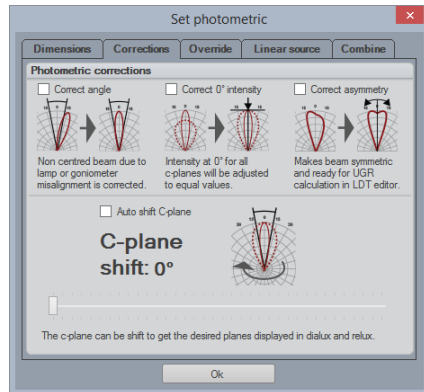 Set photometric
Dimensions Corrections Override Linear source Combine
Photometric corrections
Correct angle Correct 0° intensity Correct asymmetry
Non centred beam due to
lamp or goniometer
misalignment is corrected.
Intensity at 0° for all
c-planes will be adjusted
to equal values.
Makes beam symmetric
and ready for UGR
calculation in LDT editor.
Auto shift C-plane
C-plane
shift: 0°
The c-plane can be shift to get the desired planes displayed in dialux and relux.
Ok